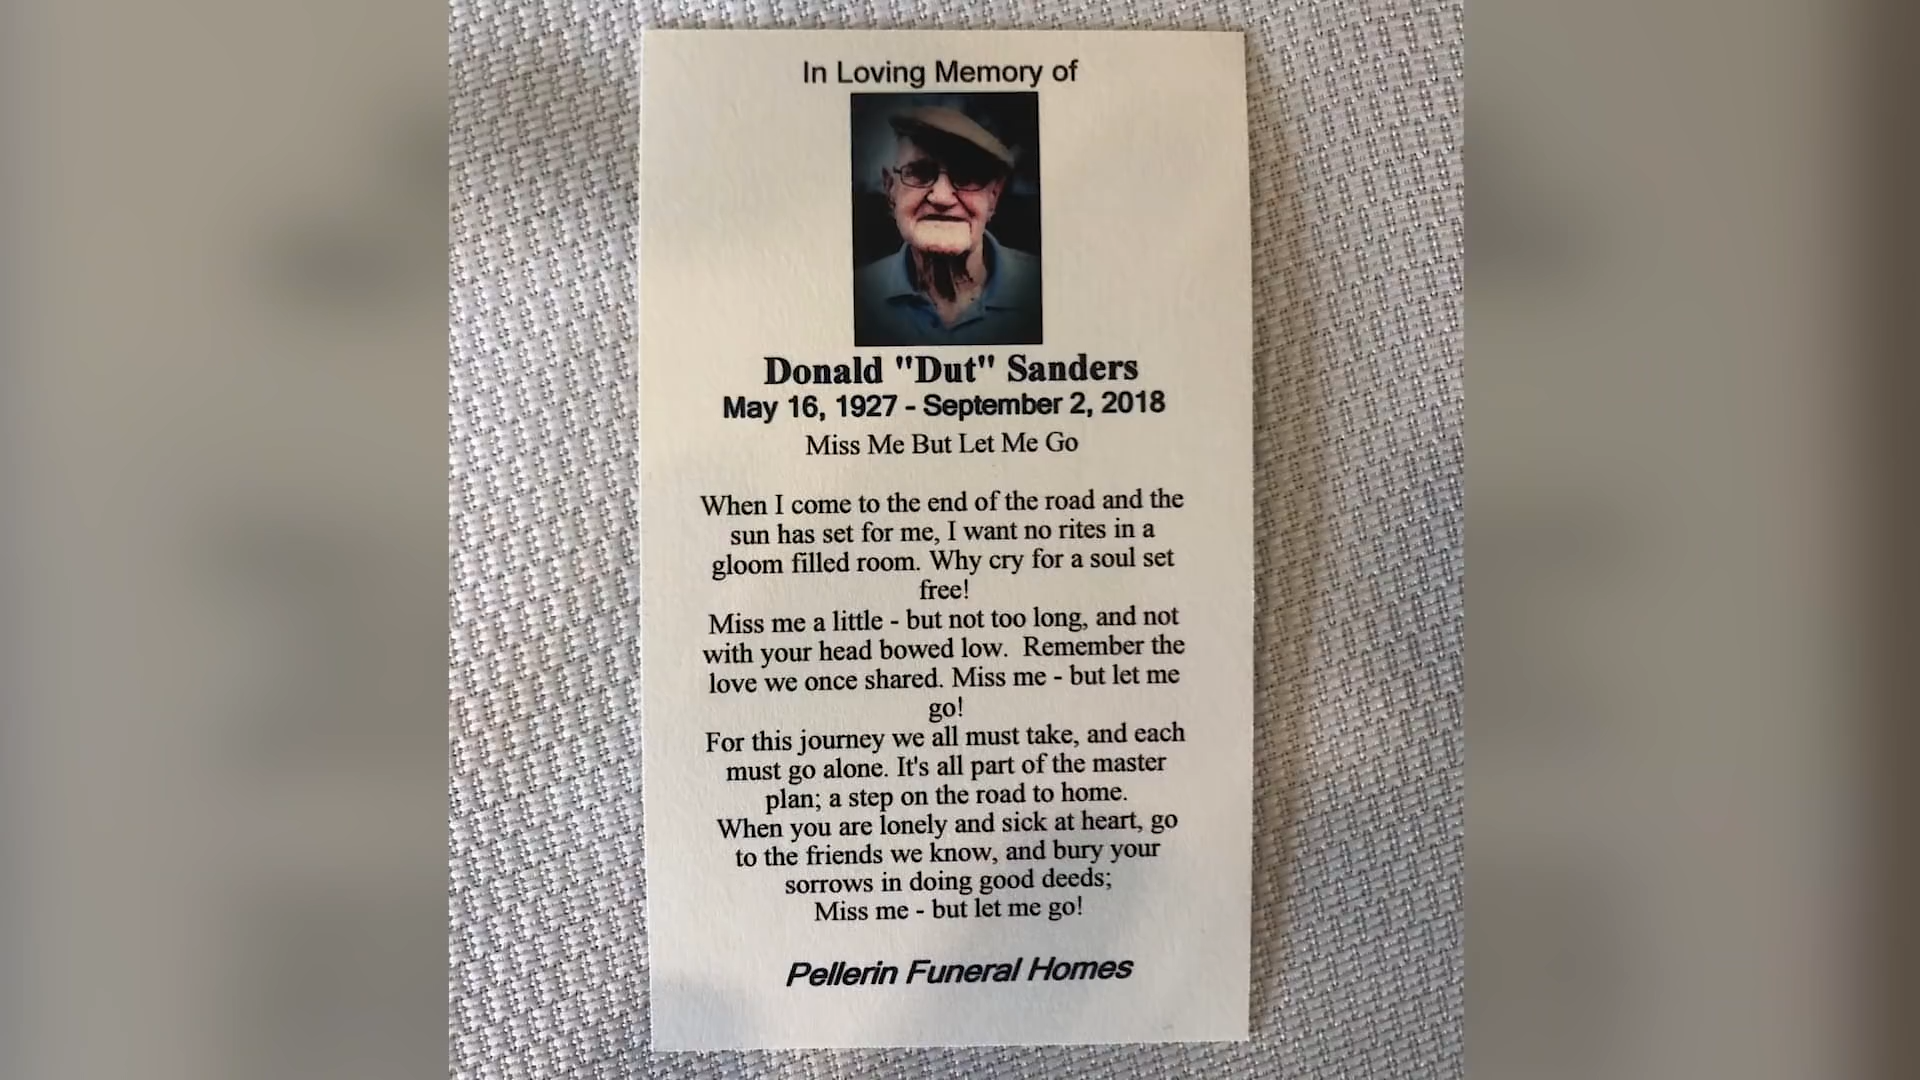 In Loving Memory of
Donald "Dut" Sanders
May 16, 1927 - September 2, 2018
Miss Me But Let Me Go
When I come to the end of the road and the
sun has set for me, I want no rites in a
gloom filled room. Why cry for a soul set
free!
Miss me a little - but not too long, and not
with your head bowed low. Remember the
love we once shared. Miss me - but let me
go!
For this journey we all must take, and each
must go alone. It's all part of the master
plan; a step on the road to home.
When you are lonely and sick at heart, go
to the friends we know, and bury your
sorrows in doing good deeds;
Miss me - but let me go!
Pellerin Funeral Homes